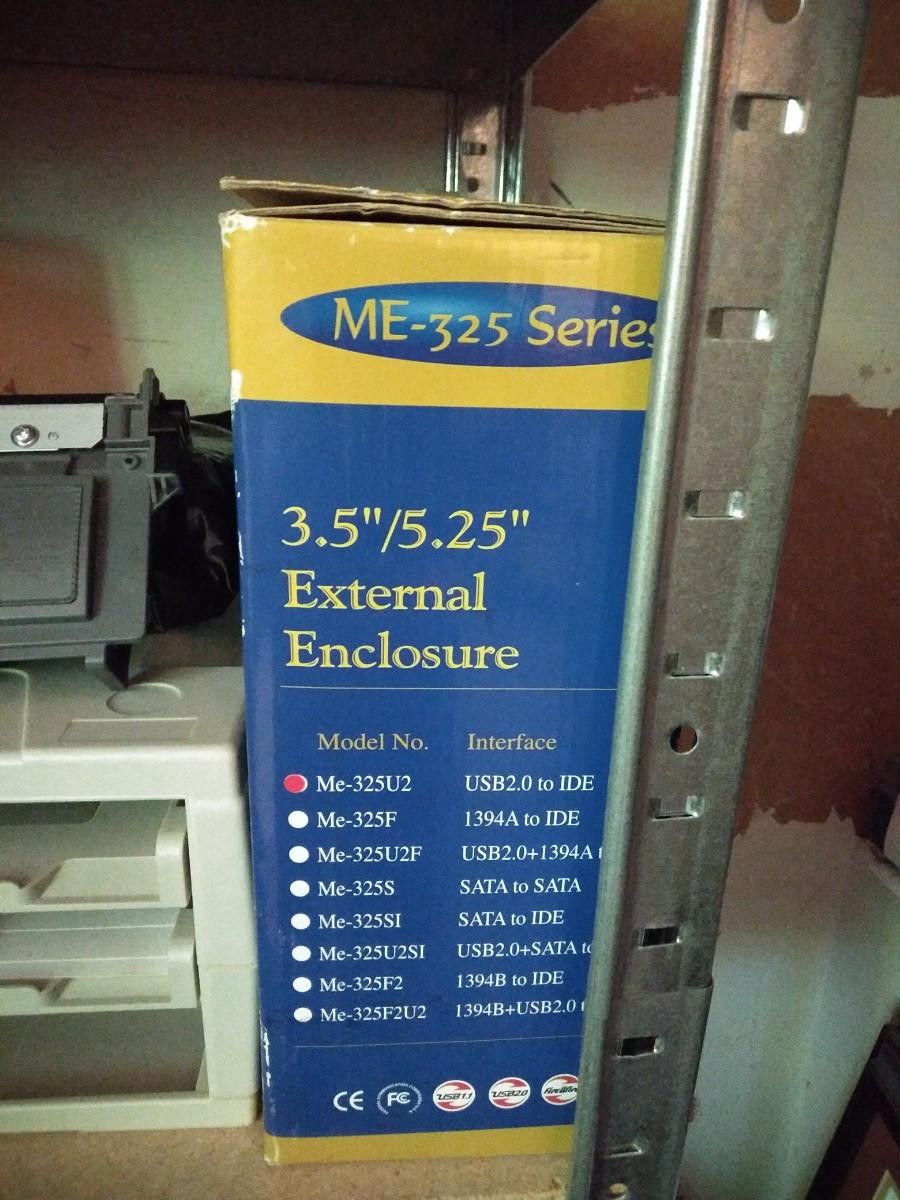 ME-325 Series
3.5"/5.25"
External
Enclosure
Model No. Interface
Me-325U2 USB2.0 to IDE
Me-325F 1394A to IDE
Me-325U2F USB2.0+1394A
Me-325S SATA to SATA
Me-325SI SATA to IDE
Me-325U2SI USB2.0+SATA to
Me-325F2 1394B to IDE
Me-325F2U2 1394B+USB2.0
CE FC USB1.1 USB2.0 FireWire